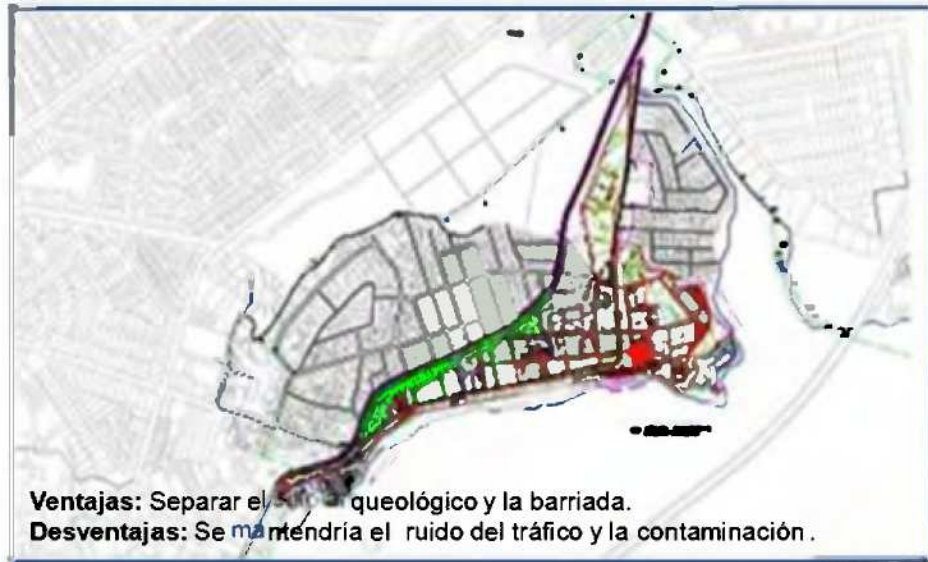 Ventajas: Separar el queológico y la barriada.
Desventajas: Se mantendría el ruido del tráfico y la contaminación.